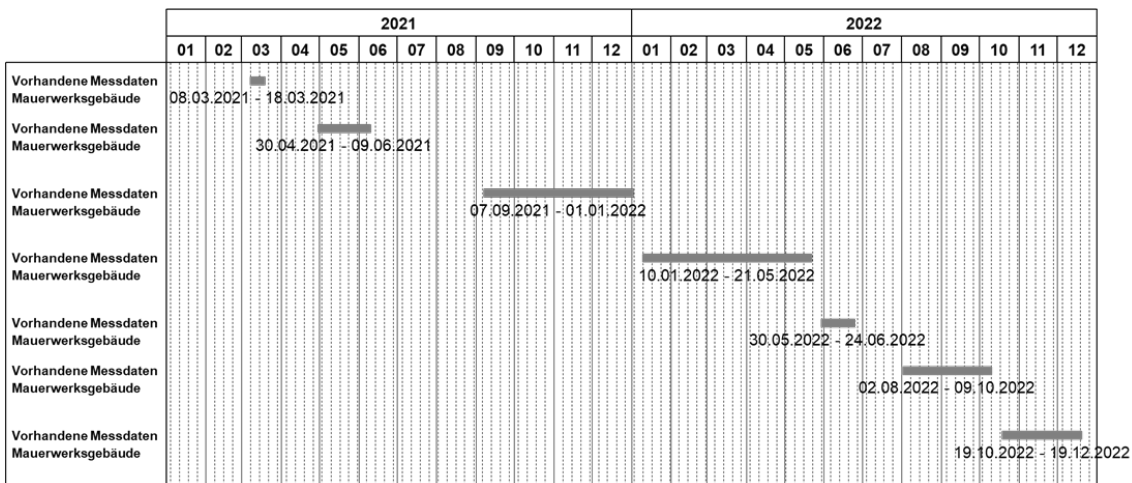 2021 2022
01 02 03 04 05 06 07 08 09 10 11 12 01 02 03 04 05 06 07 08 09 10 11 12
Vorhandene Messdaten
Mauerwerksgebäude
08.03.2021 - 18.03.2021
Vorhandene Messdaten
Mauerwerksgebäude
30.04.2021 - 09.06.2021
Vorhandene Messdaten
Mauerwerksgebäude
07.09.2021 - 01.01.2022
Vorhandene Messdaten
Mauerwerksgebäude
10.01.2022 - 21.05.2022
Vorhandene Messdaten
Mauerwerksgebäude
30.05.2022 - 24.06.2022
Vorhandene Messdaten
Mauerwerksgebäude
02.08.2022 - 09.10.2022
Vorhandene Messdaten
Mauerwerksgebäude
19.10.2022 - 19.12.2022